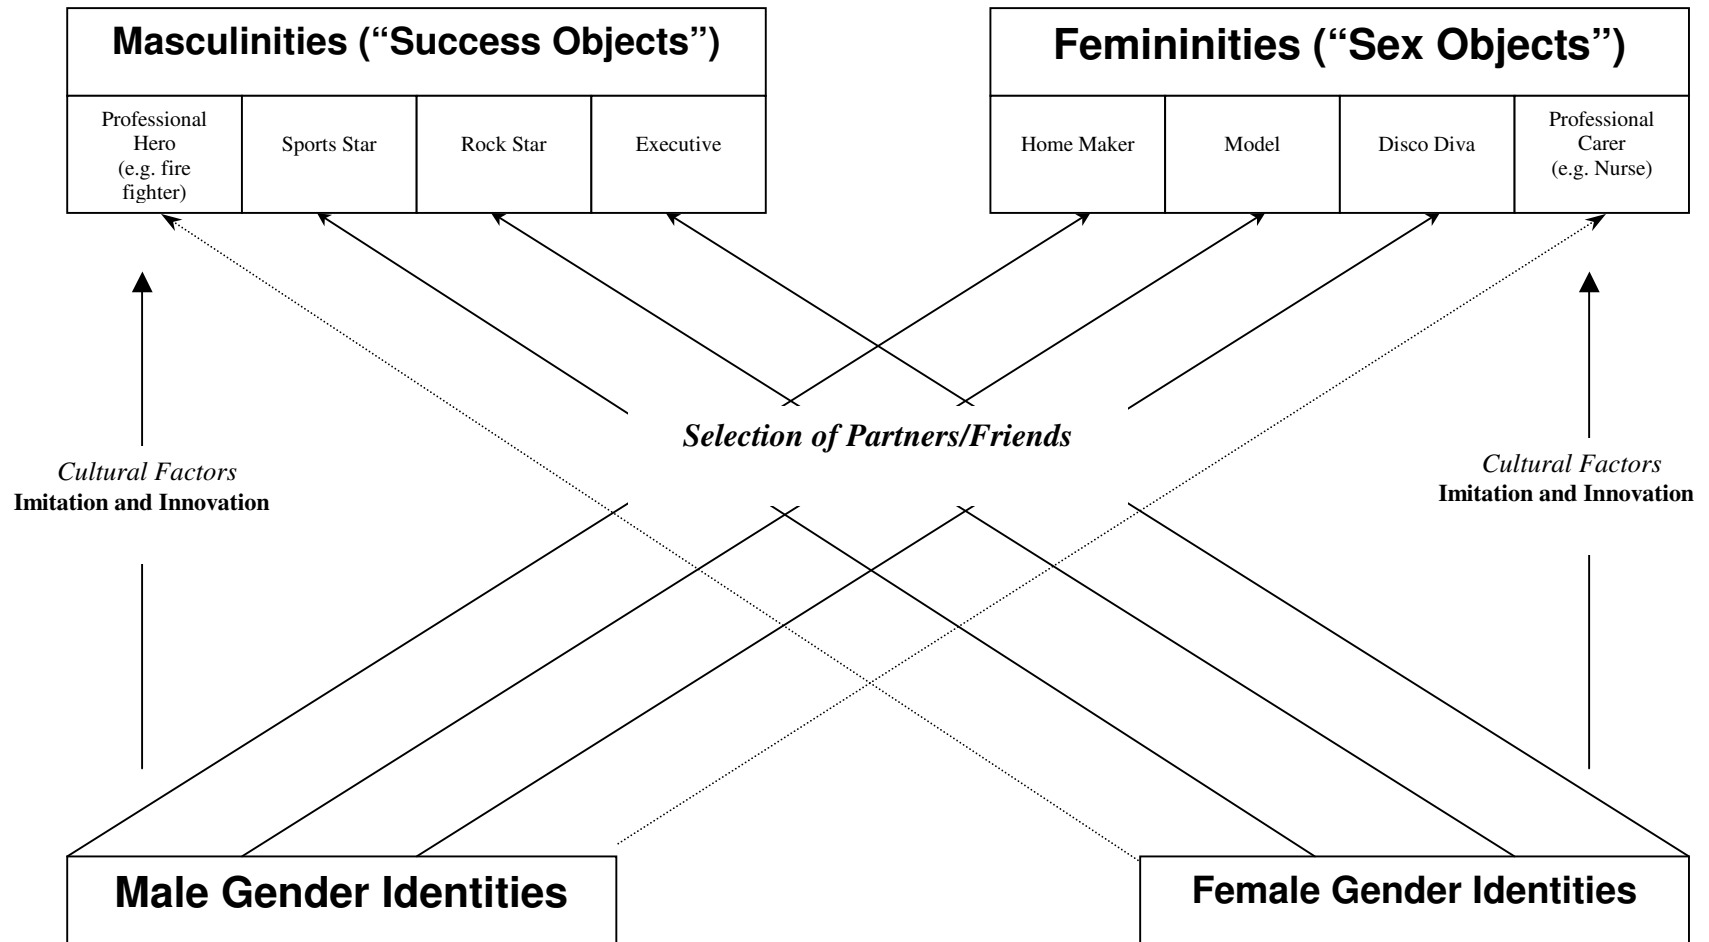 Masculinities (“Success Objects”)
Femininities (“Sex Objects”)
Professional
Hero
(e.g. fire
fighter)
Sports Star
Rock Star
Executive
Home Maker
Model
Disco Diva
Professional
Carer
(e.g. Nurse)
Selection of Partners/Friends
Cultural Factors
Imitation and Innovation
Cultural Factors
Imitation and Innovation
Male Gender Identities
Female Gender Identities